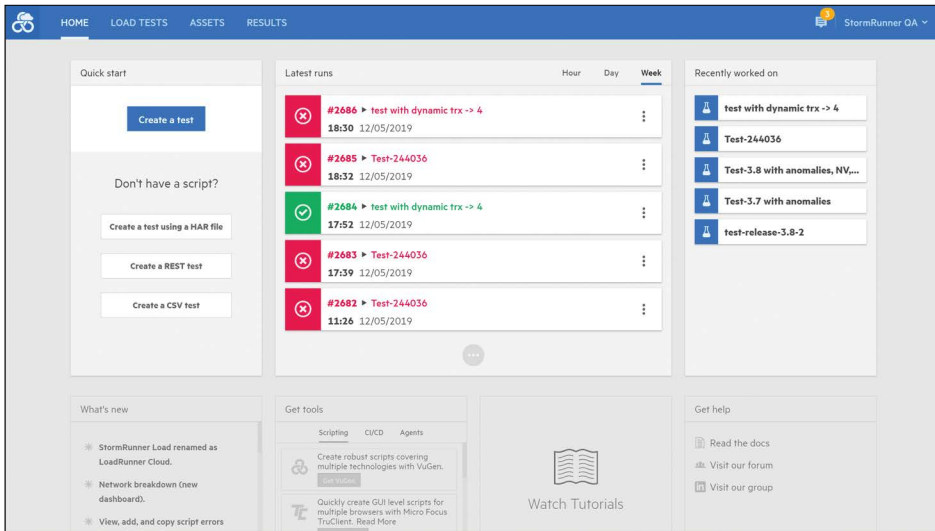 HOME LOAD TESTS ASSETS RESULTS
3
StormRunner QA
Quick start
Create a test
Don't have a script?
Create a test using a HAR file
Create a REST test
Create a CSV test
Latest runs
Hour Day Week
#2686 ▸ test with dynamic trx -> 4
18:30 12/05/2019
#2685 ▸ Test-244036
18:32 12/05/2019
#2684 ▸ test with dynamic trx -> 4
17:52 12/05/2019
#2683 ▸ Test-244036
17:39 12/05/2019
#2682 ▸ Test-244036
11:26 12/05/2019
Recently worked on
test with dynamic trx -> 4
Test-244036
Test-3.8 with anomalies, NV,...
Test-3.7 with anomalies
test-release-3.8-2
What's new
StormRunner Load renamed as
LoadRunner Cloud.
Network breakdown (new
dashboard).
View, add, and copy script errors
Get tools
Scripting CI/CD Agents
Create robust scripts covering
multiple technologies with VuGen.
Get VuGen
Quickly create GUI level scripts for
multiple browsers with Micro Focus
TruClient. Read More
Watch Tutorials
Get help
Read the docs
Visit our forum
Visit our group